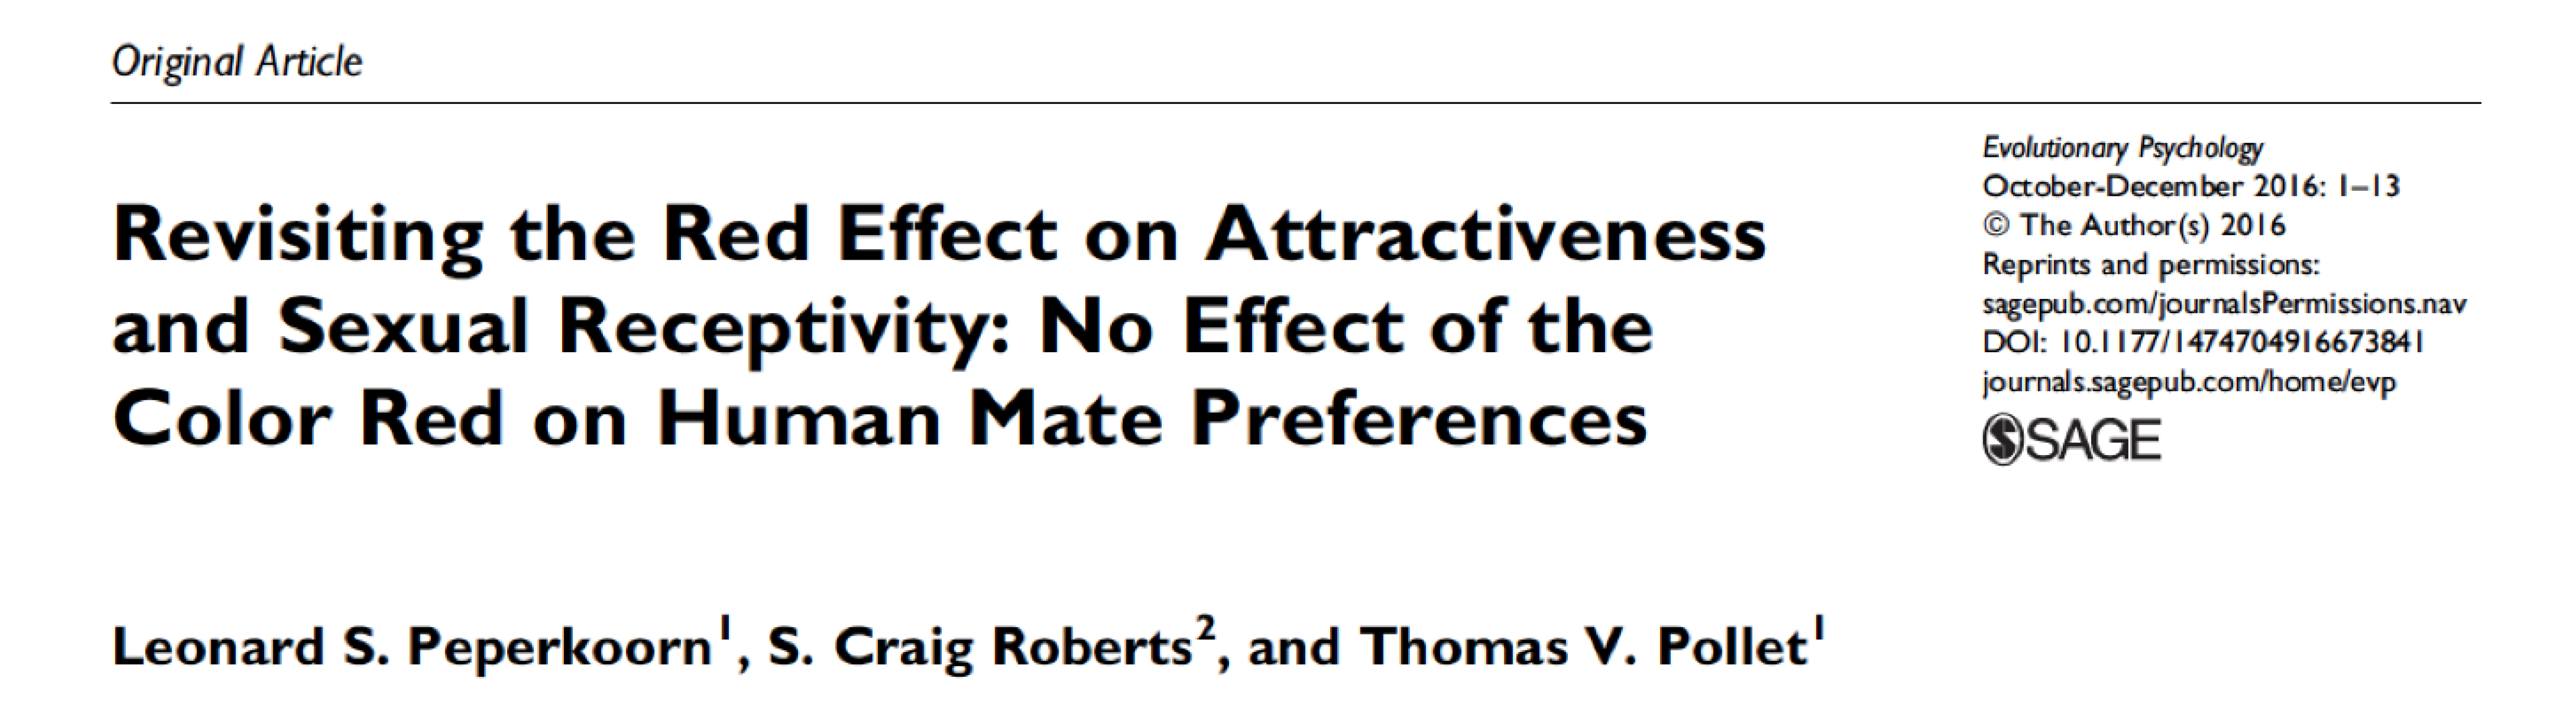 Original Article
Revisiting the Red Effect on Attractiveness
and Sexual Receptivity: No Effect of the
Color Red on Human Mate Preferences
Evolutionary Psychology
October-December 2016: 1–13
© The Author(s) 2016
Reprints and permissions:
sagepub.com/journalsPermissions.nav
DOI: 10.1177/1474704916673841
journals.sagepub.com/home/evp
SAGE
Leonard S. Peperkoorn¹, S. Craig Roberts², and Thomas V. Pollet¹